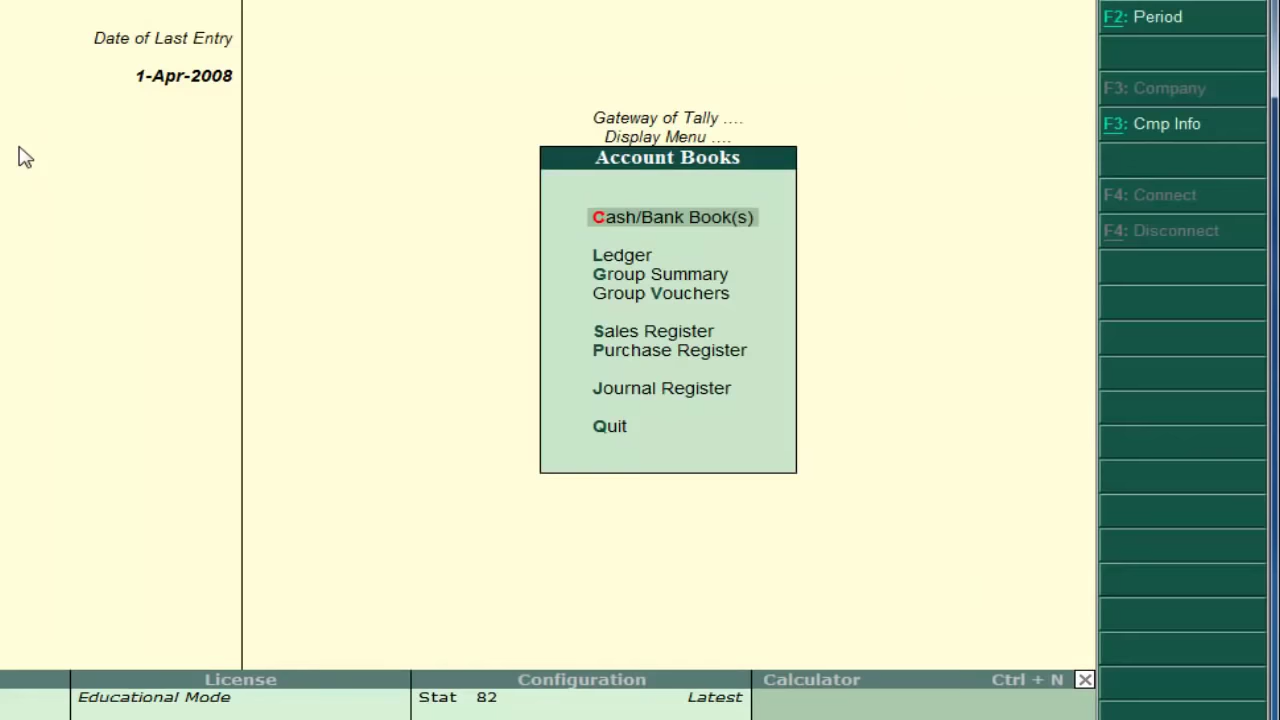 Date of Last Entry
1-Apr-2008
Gateway of Tally ....
Display Menu ....
Account Books
Cash/Bank Book(s)
Ledger
Group Summary
Group Vouchers
Sales Register
Purchase Register
Journal Register
Quit
F2: Period
F3: Company
F3: Cmp Info
F4: Connect
F4: Disconnect
License
Educational Mode
Configuration
Stat 82 Latest
Calculator Ctrl + N